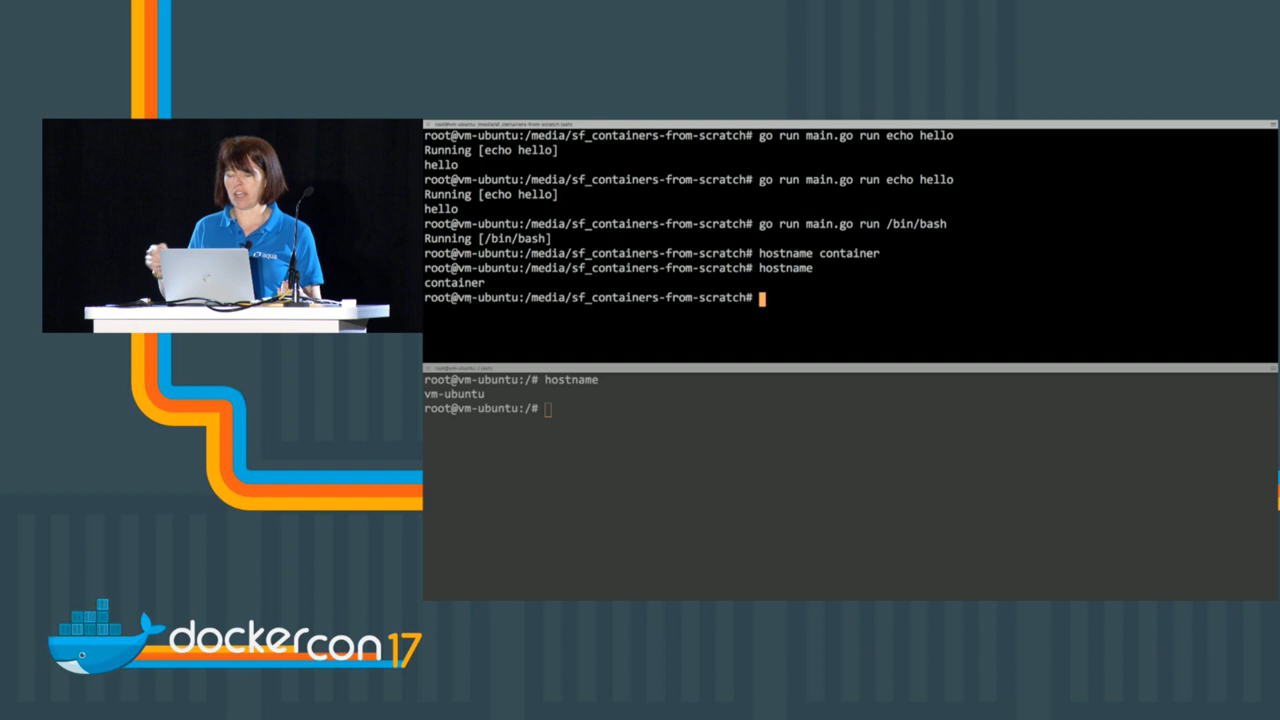 aqua
root@vm-ubuntu:/media/sf_containers-from-scratch# go run main.go run echo hello
Running [echo hello]
hello
root@vm-ubuntu:/media/sf_containers-from-scratch# go run main.go run echo hello
Running [echo hello]
hello
root@vm-ubuntu:/media/sf_containers-from-scratch# go run main.go run /bin/bash
Running [/bin/bash]
root@vm-ubuntu:/media/sf_containers-from-scratch# hostname container
root@vm-ubuntu:/media/sf_containers-from-scratch# hostname
container
root@vm-ubuntu:/media/sf_containers-from-scratch#
root@vm-ubuntu:/# hostname
vm-ubuntu
root@vm-ubuntu:/#
dockercon 17